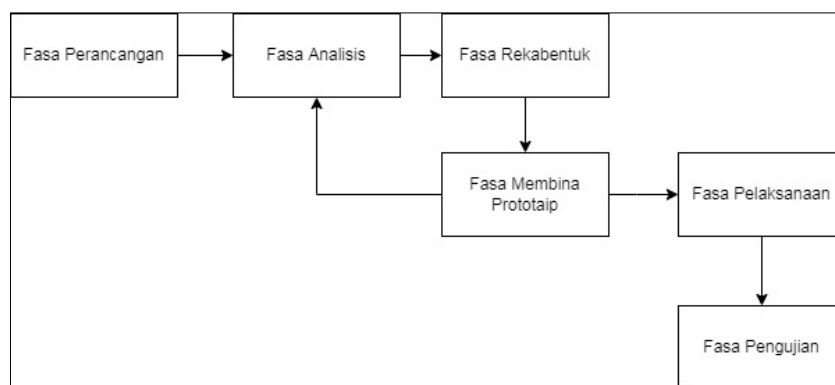 Fasa Perancangan
Fasa Analisis
Fasa Rekabentuk
Fasa Membina
Prototaip
Fasa Pelaksanaan
Fasa Pengujian